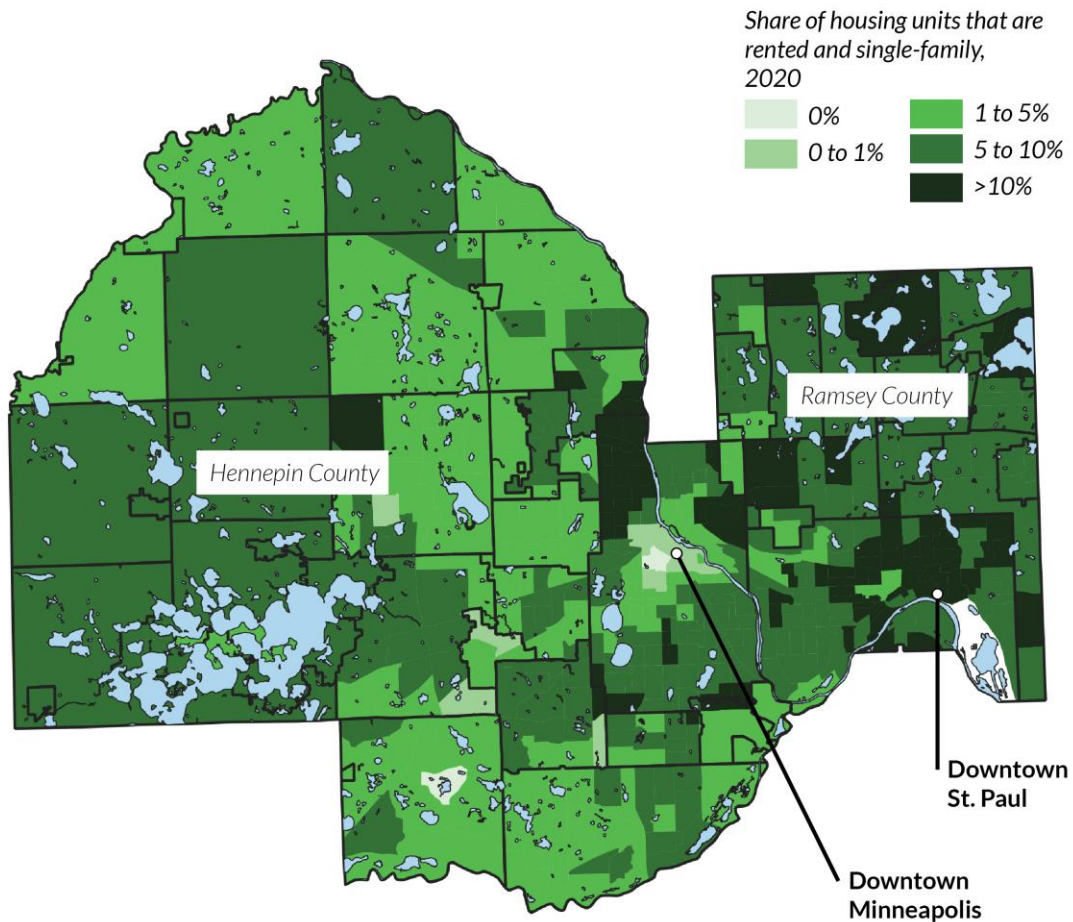 Share of housing units that are
rented and single-family,
2020
0%
0 to 1%
1 to 5%
5 to 10%
>10%
Ramsey County
Hennepin County
Downtown
St. Paul
Downtown
Minneapolis